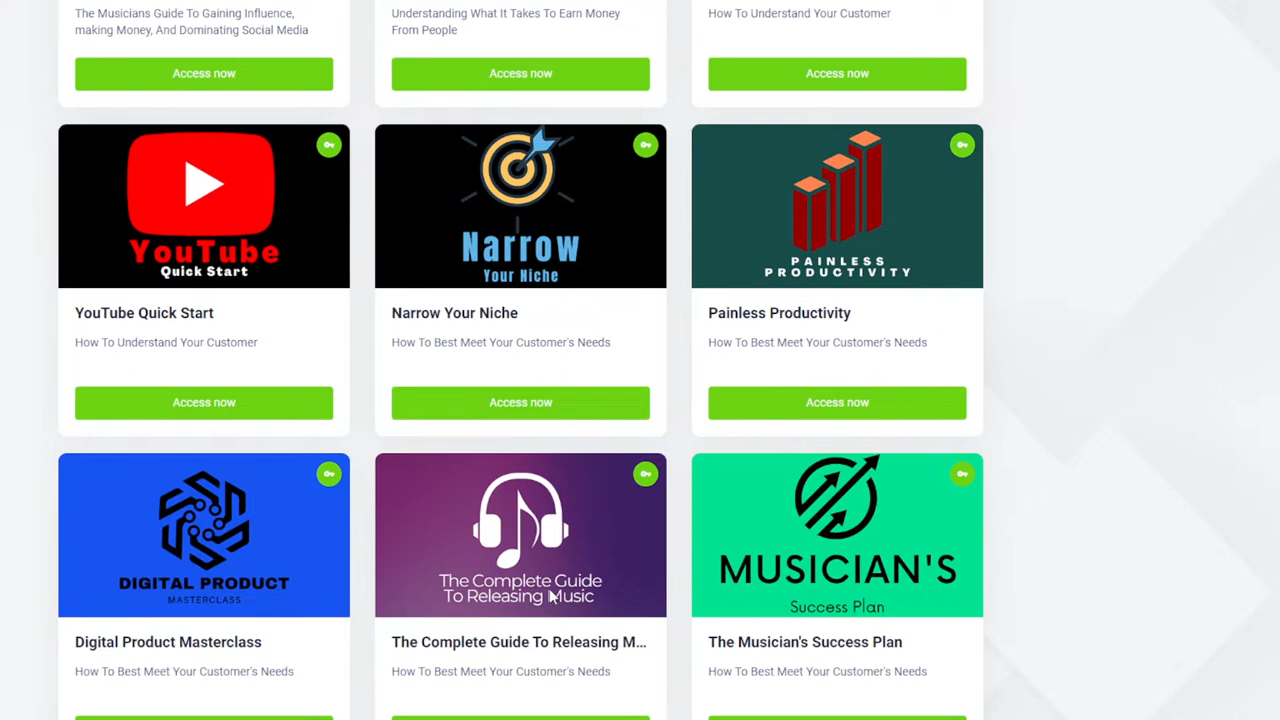 The Musicians Guide To Gaining Influence,
making Money, And Dominating Social Media
Access now
Understanding What It Takes To Earn Money
From People
Access now
How To Understand Your Customer
Access now
YouTube
Quick Start
YouTube Quick Start
How To Understand Your Customer
Access now
Narrow
Your Niche
Narrow Your Niche
How To Best Meet Your Customer's Needs
Access now
PAINLESS
PRODUCTIVITY
Painless Productivity
How To Best Meet Your Customer's Needs
Access now
DIGITAL PRODUCT
MASTERCLASS
Digital Product Masterclass
How To Best Meet Your Customer's Needs
The Complete Guide
To Releasing Music
The Complete Guide To Releasing M...
How To Best Meet Your Customer's Needs
MUSICIAN'S
Success Plan
The Musician's Success Plan
How To Best Meet Your Customer's Needs